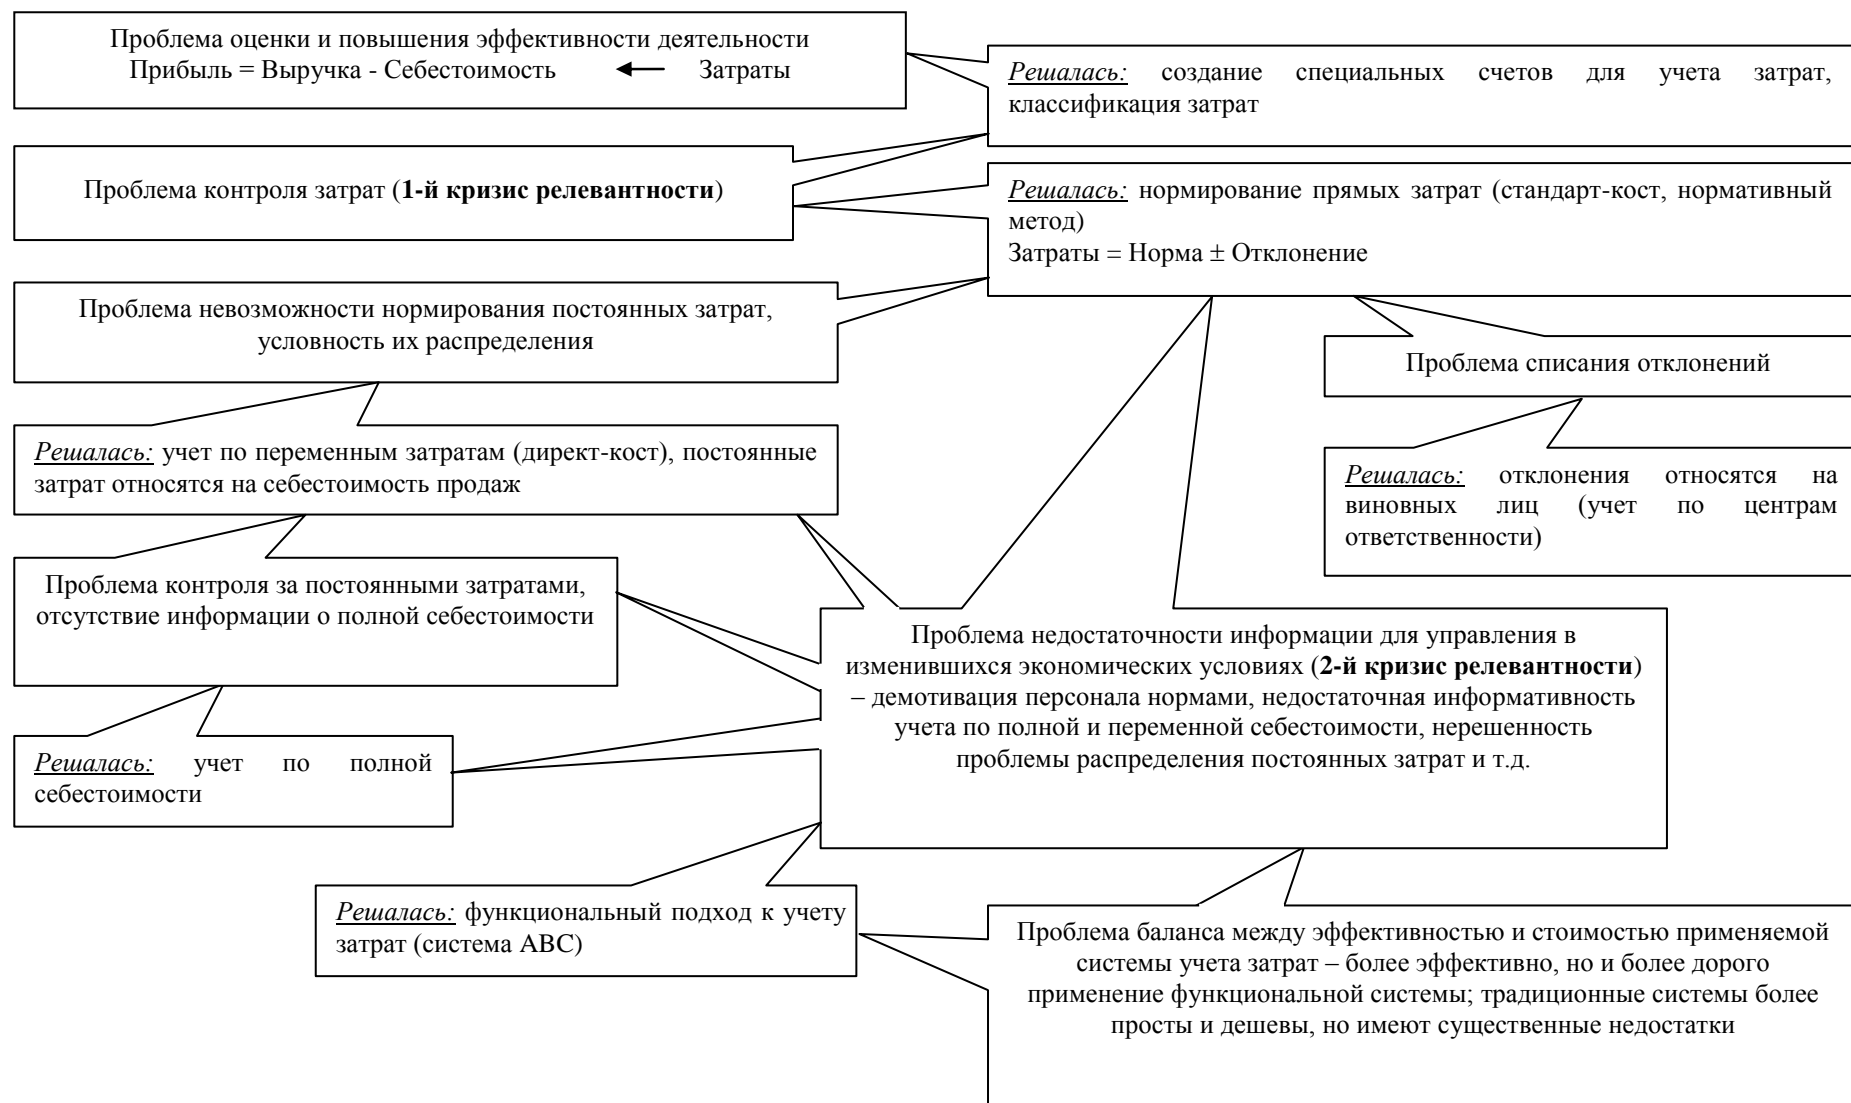 Проблема оценки и повышения эффективности деятельности
Прибыль = Выручка - Себестоимость Затраты
Решалась: создание специальных счетов для учета затрат,
классификация затрат
Проблема контроля затрат (1-й кризис релевантности)
Решалась: нормирование прямых затрат (стандарт-кост, нормативный
метод)
Затраты = Норма ± Отклонение
Проблема невозможности нормирования постоянных затрат,
условность их распределения
Проблема списания отклонений
Решалась: учет по переменным затратам (директ-кост), постоянные
затрат относятся на себестоимость продаж
Решалась: отклонения относятся на
виновных лиц (учет по центрам
ответственности)
Проблема контроля за постоянными затратами,
отсутствие информации о полной себестоимости
Проблема недостаточности информации для управления в
изменившихся экономических условиях (2-й кризис релевантности)
– демотивация персонала нормами, недостаточная информативность
учета по полной и переменной себестоимости, нерешенность
проблемы распределения постоянных затрат и т.д.
Решалась: учет по полной
себестоимости
Решалась: функциональный подход к учету
затрат (система АВС)
Проблема баланса между эффективностью и стоимостью применяемой
системы учета затрат – более эффективно, но и более дорого
применение функциональной системы; традиционные системы более
просты и дешевы, но имеют существенные недостатки